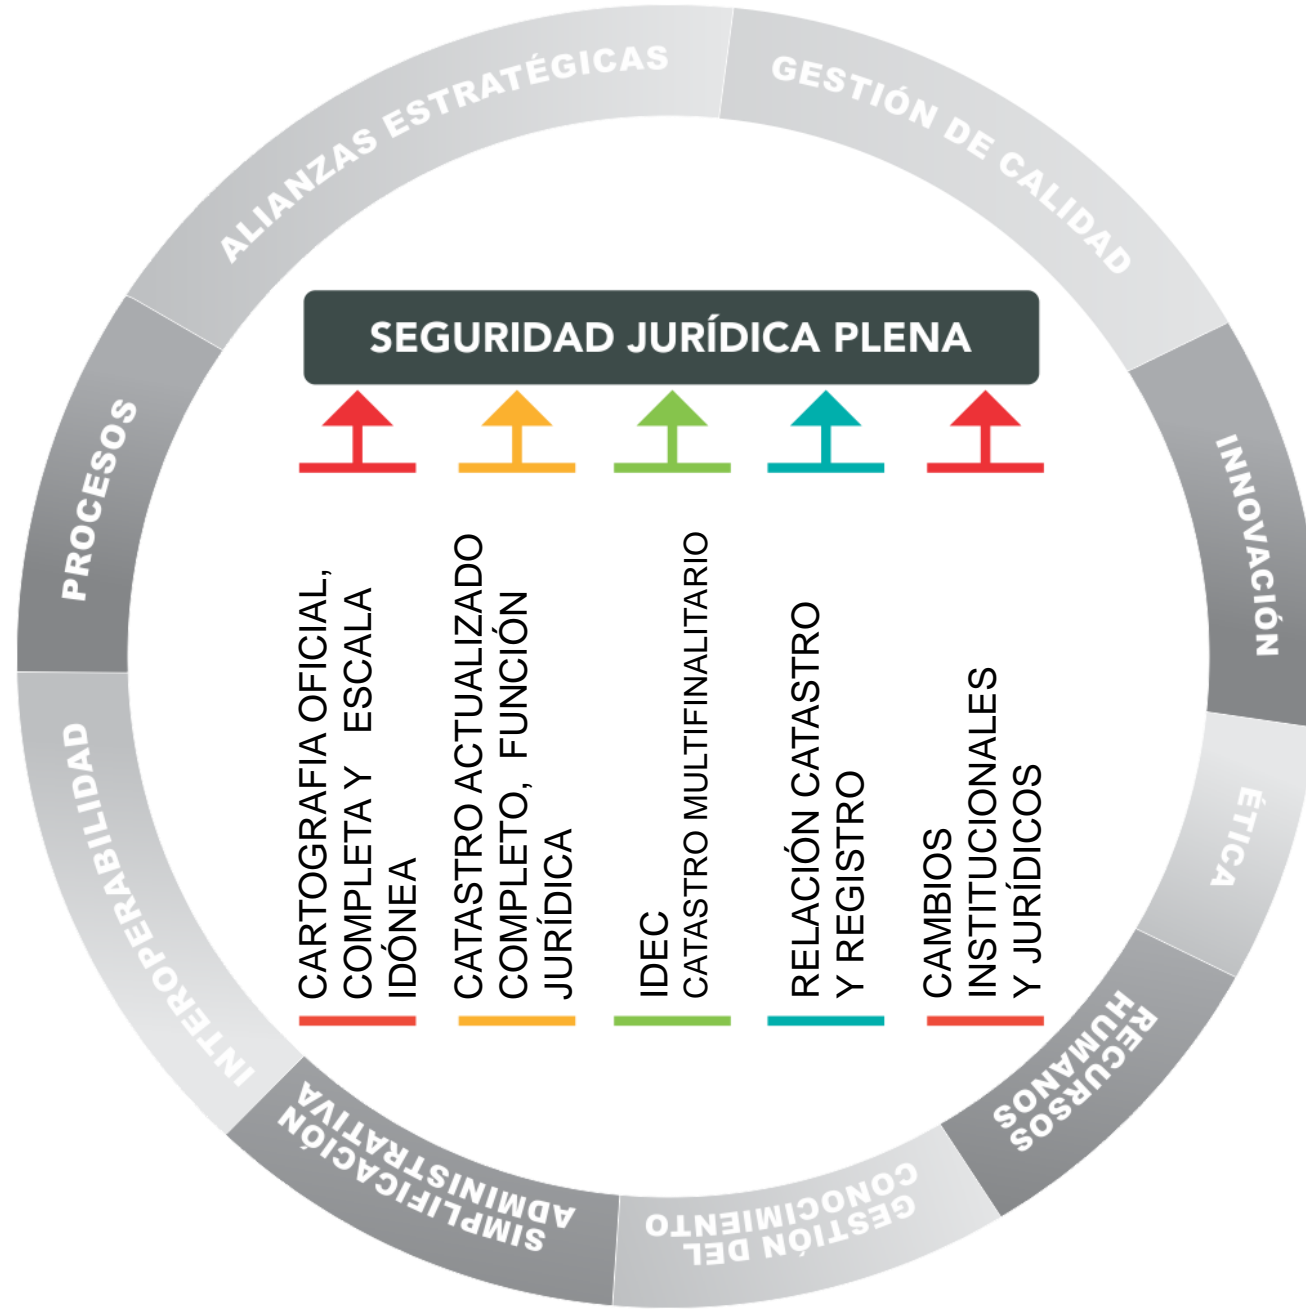 ALIANZAS ESTRATÉGICAS
GESTIÓN DE CALIDAD
INNOVACIÓN
ÉTICA
RECURSOS
HUMANOS
GESTIÓN DEL
CONOCIMIENTO
SIMPLIFICACIÓN
ADMINISTRATIVA
INTEROPERABILIDAD
PROCESOS
SEGURIDAD JURÍDICA PLENA
CARTOGRAFIA OFICIAL,
COMPLETA Y ESCALA
IDÓNEA
CATASTRO ACTUALIZADO
COMPLETO, FUNCIÓN
JURÍDICA
IDEC
CATASTRO MULTIFINALITARIO
RELACIÓN CATASTRO
Y REGISTRO
CAMBIOS
INSTITUCIONALES
Y JURÍDICOS